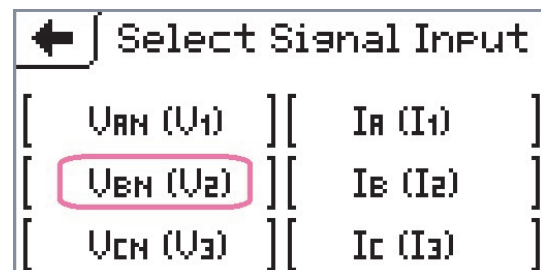 Select Signal Input
[ VAN (V1) ][ IA (I1) ]
[ VBN (V2) ][ IB (I2) ]
[ VCN (V3) ][ IC (I3) ]